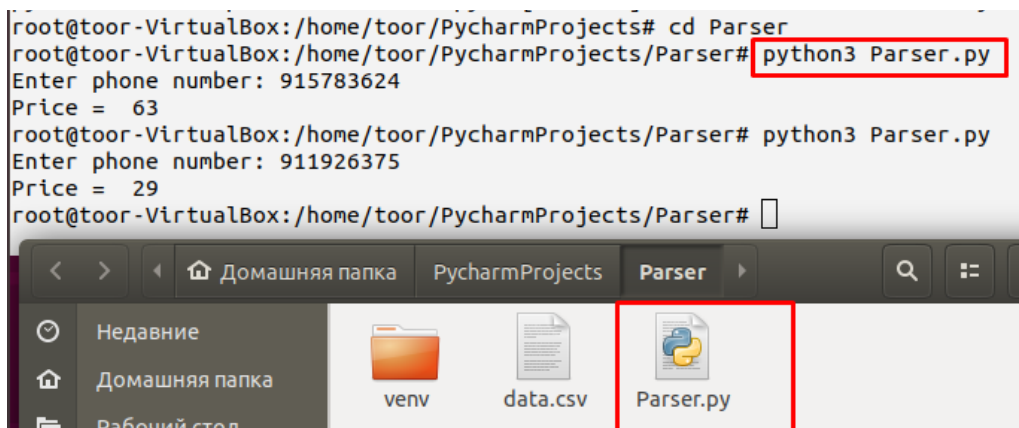 root@toor-VirtualBox:/home/toor/PycharmProjects# cd Parser
root@toor-VirtualBox:/home/toor/PycharmProjects/Parser# python3 Parser.py
Enter phone number: 915783624
Price =  63
root@toor-VirtualBox:/home/toor/PycharmProjects/Parser# python3 Parser.py
Enter phone number: 911926375
Price =  29
root@toor-VirtualBox:/home/toor/PycharmProjects/Parser#
Домашняя папка PycharmProjects Parser
Недавние
Домашняя папка
Рабочий стол
venv data.csv Parser.py